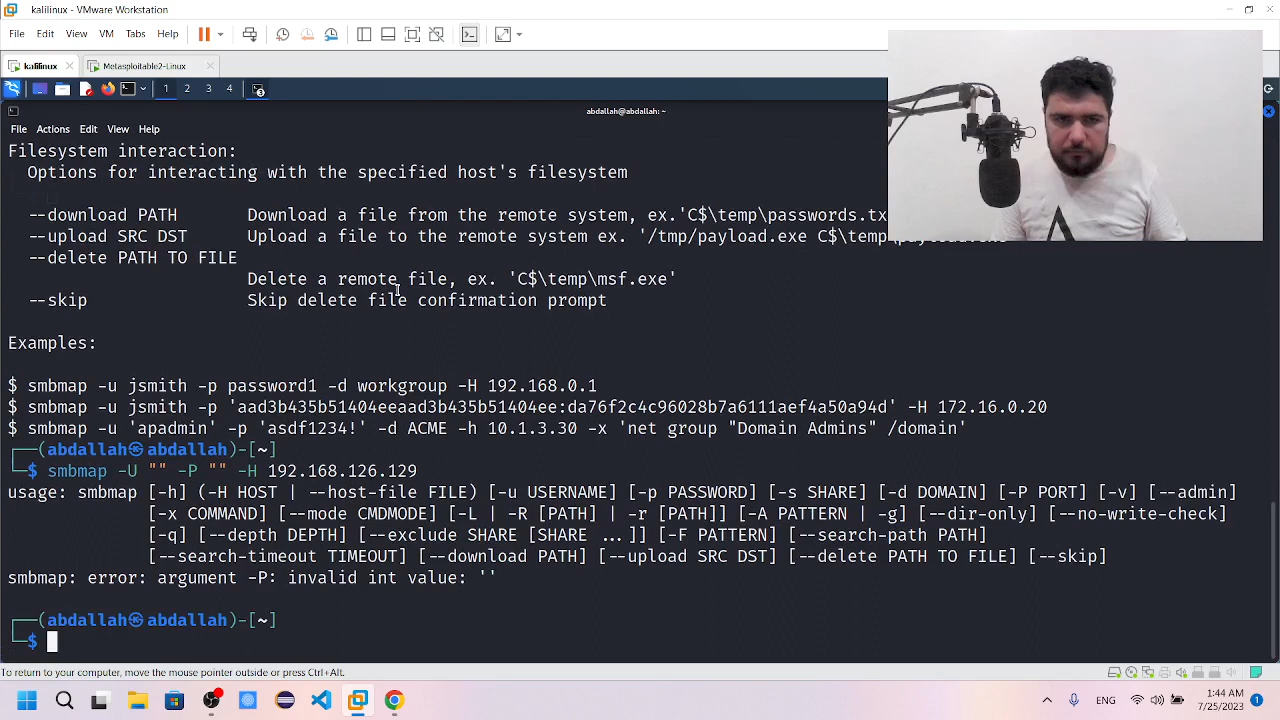 kalilinux - VMware Workstation
File Edit View VM Tabs Help
kalilinux Metasploitable2-Linux
1 2 3 4
abdallah@abdallah: ~
File Actions Edit View Help
Filesystem interaction:
Options for interacting with the specified host's filesystem
--download PATH Download a file from the remote system, ex.'C$\temp\passwords.tx
--upload SRC DST Upload a file to the remote system ex. '/tmp/payload.exe C$\temp\
--delete PATH TO FILE
Delete a remote file, ex. 'C$\temp\msf.exe'
--skip Skip delete file confirmation prompt
Examples:
$ smbmap -u jsmith -p password1 -d workgroup -H 192.168.0.1
$ smbmap -u jsmith -p 'aad3b435b51404eeaad3b435b51404ee:da76f2c4c96028b7a6111aef4a50a94d' -H 172.16.0.20
$ smbmap -u 'apadmin' -p 'asdf1234!' -d ACME -h 10.1.3.30 -x 'net group "Domain Admins" /domain'
┌──(abdallah㉿abdallah)-[~]
└─$ smbmap -U "" -P "" -H 192.168.126.129
usage: smbmap [-h] (-H HOST | --host-file FILE) [-u USERNAME] [-p PASSWORD] [-s SHARE] [-d DOMAIN] [-P PORT] [-v] [--admin]
[-x COMMAND] [--mode CMDMODE] [-L | -R [PATH] | -r [PATH]] [-A PATTERN | -g] [--dir-only] [--no-write-check]
[-q] [--depth DEPTH] [--exclude SHARE [SHARE ...]] [-F PATTERN] [--search-path PATH]
[--search-timeout TIMEOUT] [--download PATH] [--upload SRC DST] [--delete PATH TO FILE] [--skip]
smbmap: error: argument -P: invalid int value: ''
┌──(abdallah㉿abdallah)-[~]
└─$
To return to your computer, move the mouse pointer outside or press Ctrl+Alt.
ENG
1:44 AM
7/25/2023